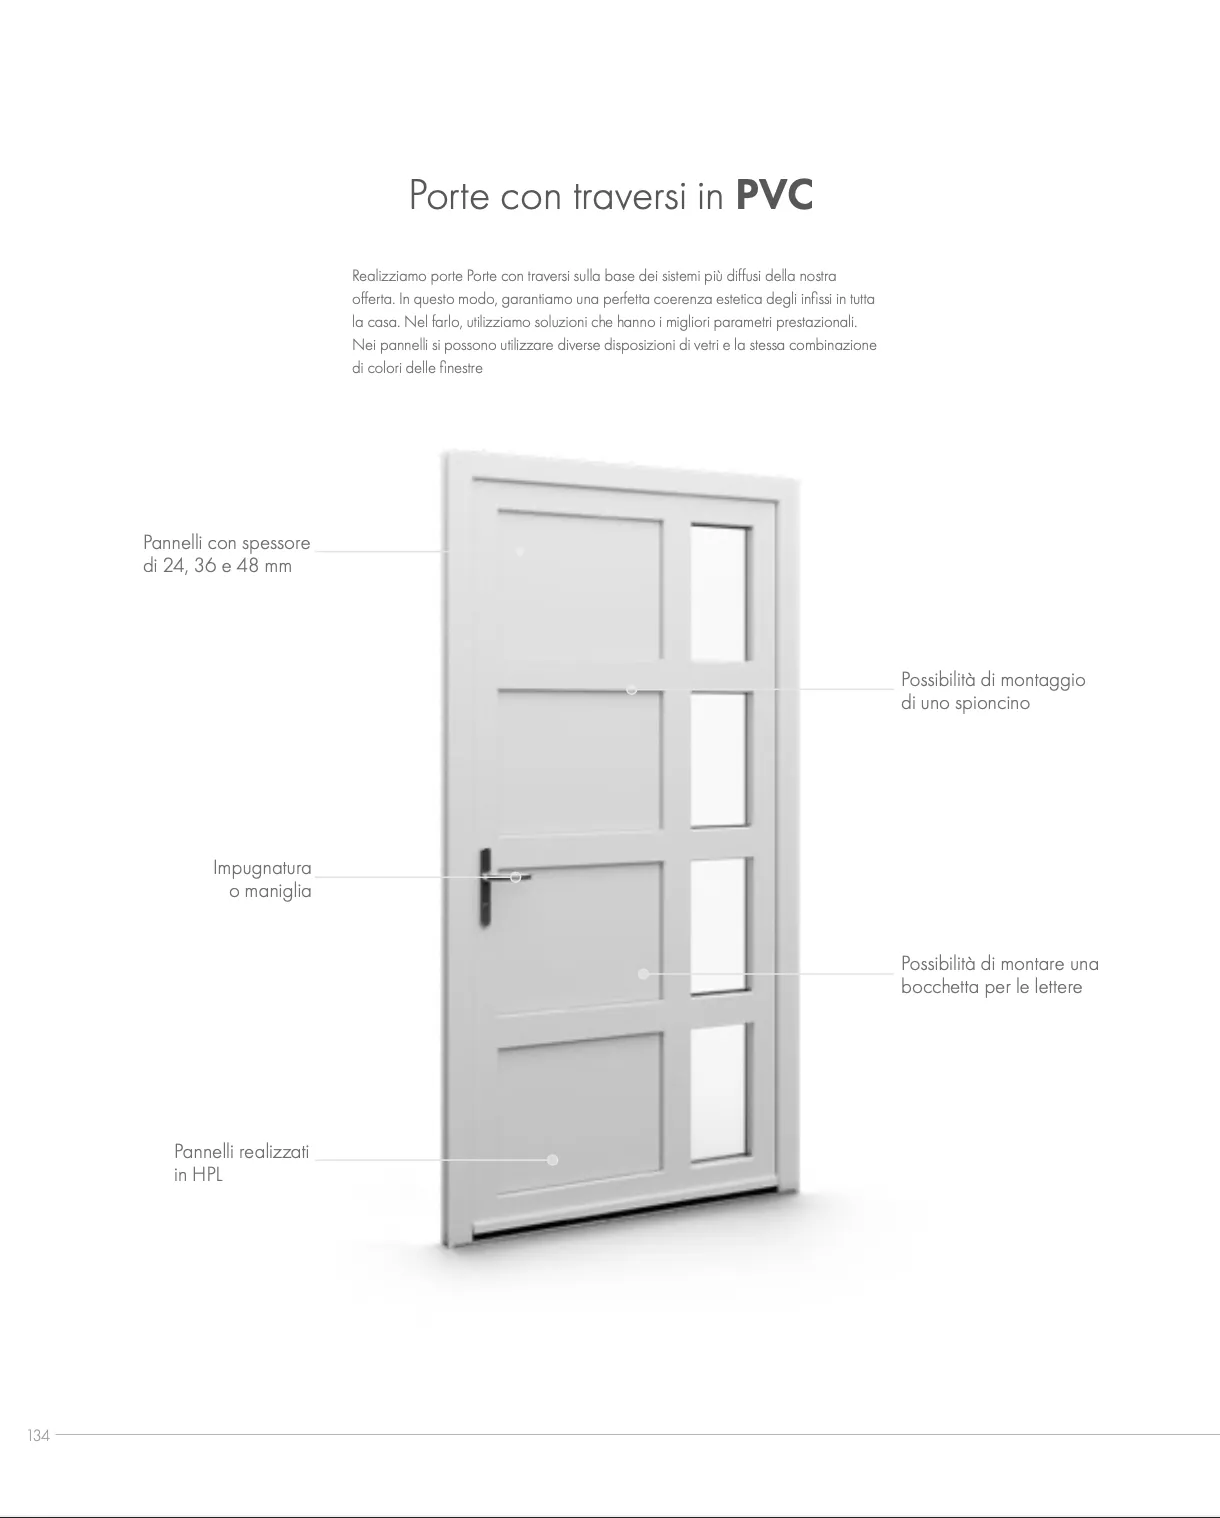 Porte con traversi in PVC
Realizziamo porte Porte con traversi sulla base dei sistemi più diffusi della nostra
offerta. In questo modo, garantiamo una perfetta coerenza estetica degli infissi in tutta
la casa. Nel farlo, utilizziamo soluzioni che hanno i migliori parametri prestazionali.
Nei pannelli si possono utilizzare diverse disposizioni di vetri e la stessa combinazione
di colori delle finestre
Pannelli con spessore
di 24, 36 e 48 mm
Possibilità di montaggio
di uno spioncino
Impugnatura
o maniglia
Possibilità di montare una
bocchetta per le lettere
Pannelli realizzati
in HPL
134